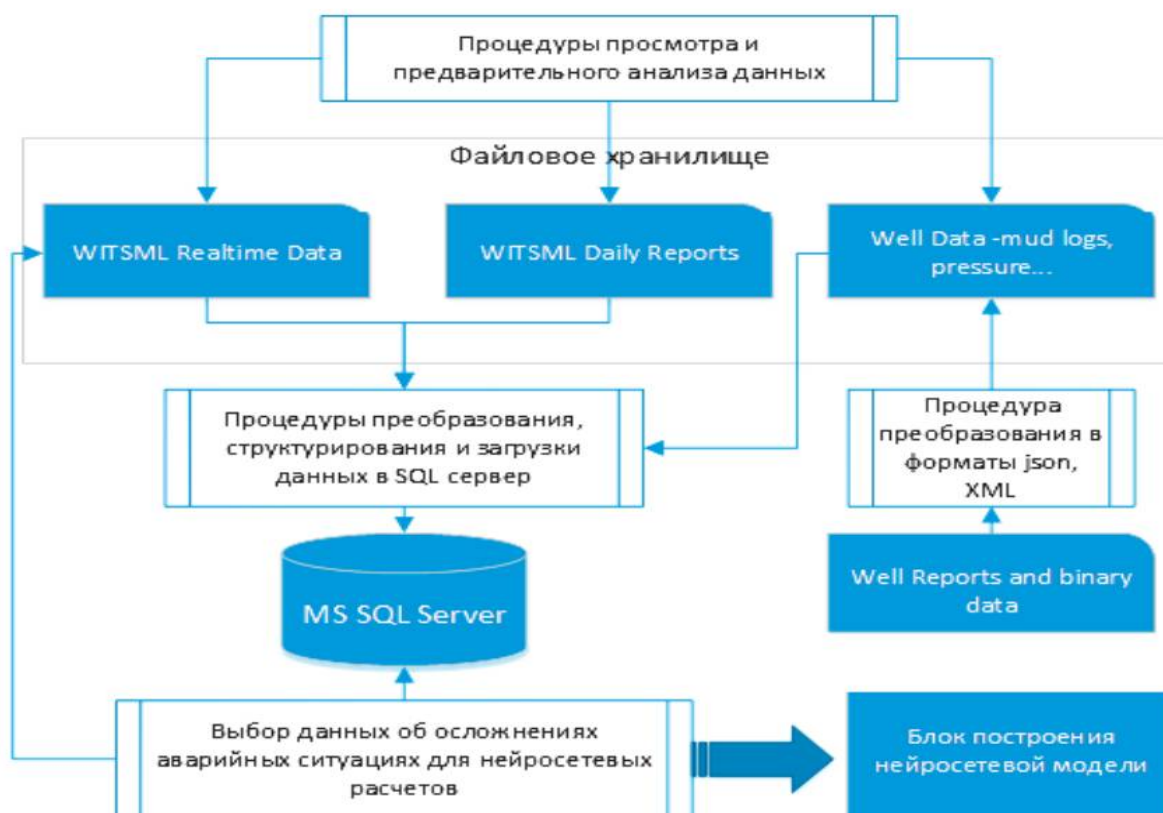 Процедуры просмотра и
предварительного анализа данных
Файловое хранилище
WITSML Realtime Data
WITSML Daily Reports
Well Data -mud logs,
pressure...
Процедуры преобразования,
структурирования и загрузки
данных в SQL сервер
Процедура
преобразования в
форматы json,
XML
MS SQL Server
Well Reports and binary
data
Выбор данных об осложнениях
аварийных ситуациях для нейросетевых
расчетов
Блок построения
нейросетевой модели